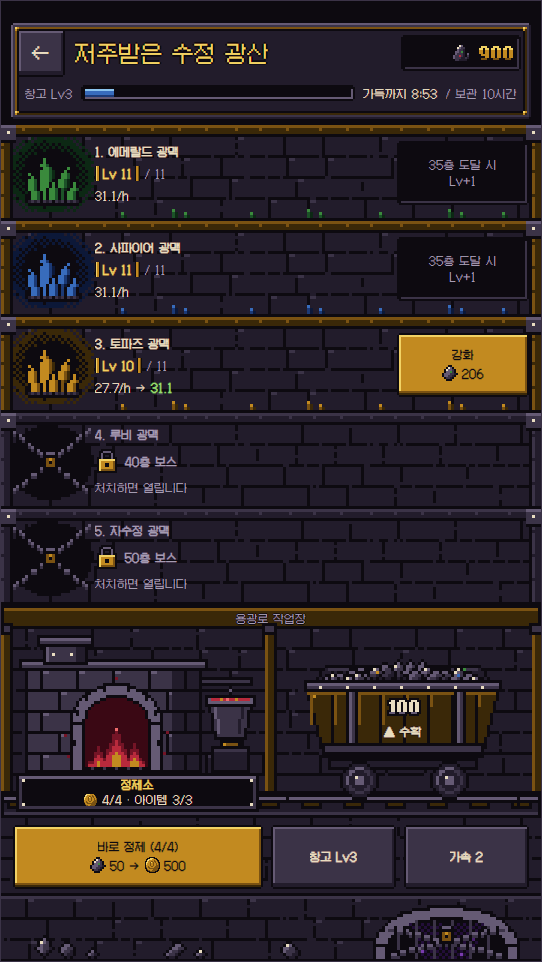 저주받은 수정 광산
900
창고 Lv3 가득까지 8:53 / 보관 10시간
1. 에메랄드 광맥
Lv 11 / 11
31.1/h
35층 도달 시
Lv+1
2. 사파이어 광맥
Lv 11 / 11
31.1/h
35층 도달 시
Lv+1
3. 토파즈 광맥
Lv 10 / 11
27.7/h → 31.1
강화
206
4. 루비 광맥
40층 보스
처치하면 열립니다
5. 자수정 광맥
50층 보스
처치하면 열립니다
용광로 작업장
100
▲ 수확
정제소
4/4 · 아이템 3/3
바로 정제 (4/4)
50 → 500
창고 Lv3
가속 2